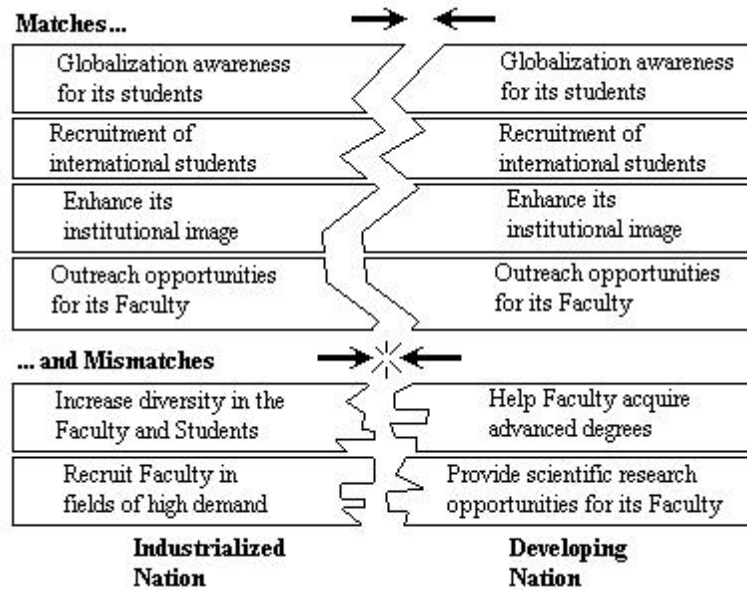 Matches...
Globalization awareness
for its students
Globalization awareness
for its students
Recruitment of
international students
Recruitment of
international students
Enhance its
institutional image
Enhance its
institutional image
Outreach opportunities
for its Faculty
Outreach opportunities
for its Faculty
... and Mismatches
Increase diversity in the
Faculty and Students
Help Faculty acquire
advanced degrees
Recruit Faculty in
fields of high demand
Provide scientific research
opportunities for its Faculty
Industrialized
Nation
Developing
Nation